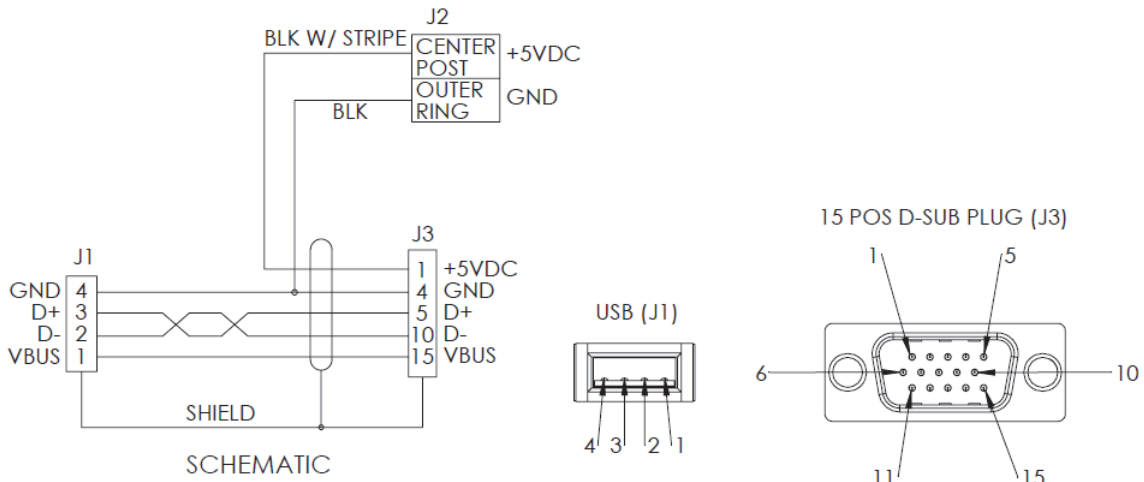 J2
BLK W/ STRIPE
CENTER POST
+5VDC
OUTER RING
GND
BLK
J1
J3
1 +5VDC
GND 4
4 GND
D+ 3
5 D+
D- 2
10 D-
VBUS 1
15 VBUS
SHIELD
SCHEMATIC
USB (J1)
4 3 2 1
15 POS D-SUB PLUG (J3)
1 5
6 10
11 15